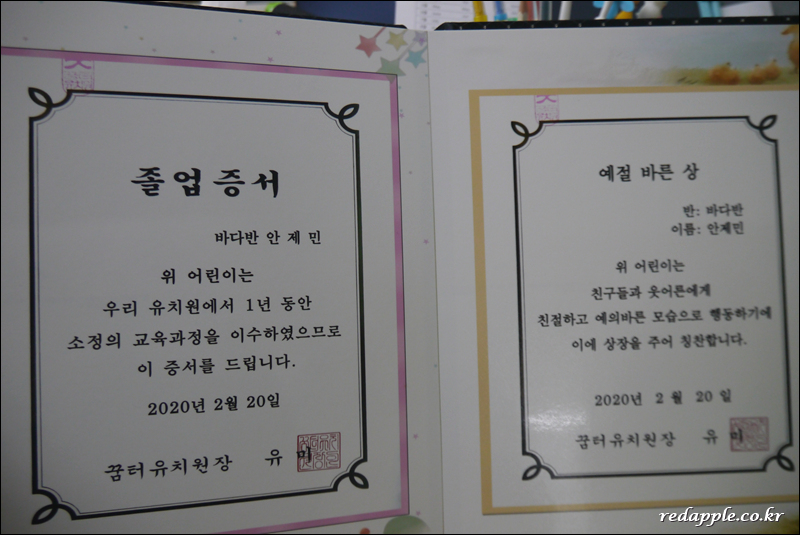 졸업증서
바다반 안 제 민
위 어린이는
우리 유치원에서 1년 동안
소정의 교육과정을 이수하였으므로
이 증서를 드립니다.
2020년 2월 20일
꿈터유치원장 유 미
예절 바른 상
반: 바다반
이름: 안제민
위 어린이는
친구들과 웃어른에게
친절하고 예의바른 모습으로 행동하기에
이에 상장을 주어 칭찬합니다.
2020년 2 월 20 일
꿈터유치원장 유 미
redapple.co.kr